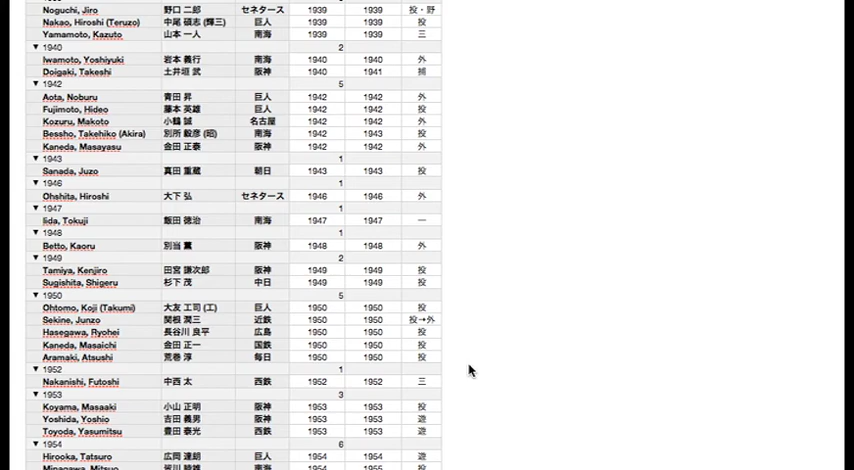 Noguchi, Jiro 野口 二郎 セネタース 1939 1939 投・野
Nakao, Hiroshi (Teruzo) 中尾 碩志 (輝三) 巨人 1939 1939 投
Yamamoto, Kazuto 山本 一人 南海 1939 1939 三
▼ 1940 2
Iwamoto, Yoshiyuki 岩本 義行 南海 1940 1940 外
Doigaki, Takeshi 土井垣 武 阪神 1940 1941 捕
▼ 1942 5
Aota, Noburu 青田 昇 巨人 1942 1942 外
Fujimoto, Hideo 藤本 英雄 巨人 1942 1942 投
Kozuru, Makoto 小鶴 誠 名古屋 1942 1942 外
Bessho, Takehiko (Akira) 別所 毅彦 (昭) 南海 1942 1943 投
Kaneda, Masayasu 金田 正泰 阪神 1942 1942 外
▼ 1943 1
Sanada, Juzo 真田 重蔵 朝日 1943 1943 投
▼ 1946 1
Ohshita, Hiroshi 大下 弘 セネタース 1946 1946 外
▼ 1947 1
Iida, Tokuji 飯田 徳治 南海 1947 1947 一
▼ 1948 1
Betto, Kaoru 別当 薫 阪神 1948 1948 外
▼ 1949 2
Tamiya, Kenjiro 田宮 謙次郎 阪神 1949 1949 投
Sugishita, Shigeru 杉下 茂 中日 1949 1949 投
▼ 1950 5
Ohtomo, Koji (Takumi) 大友 工司 (工) 巨人 1950 1950 投
Sekine, Junzo 関根 潤三 近鉄 1950 1950 投→外
Hasegawa, Ryohei 長谷川 良平 広島 1950 1950 投
Kaneda, Masaichi 金田 正一 国鉄 1950 1950 投
Aramaki, Atsushi 荒巻 淳 毎日 1950 1950 投
▼ 1952 1
Nakanishi, Futoshi 中西 太 西鉄 1952 1952 三
▼ 1953 3
Koyama, Masaaki 小山 正明 阪神 1953 1953 投
Yoshida, Yoshio 吉田 義男 阪神 1953 1953 遊
Toyoda, Yasumitsu 豊田 泰光 西鉄 1953 1953 遊
▼ 1954 6
Hirooka, Tatsuro 広岡 達朗 巨人 1954 1954 遊
Minagawa, Mitsuo 皆川 睦雄 南海 1954 1955 投